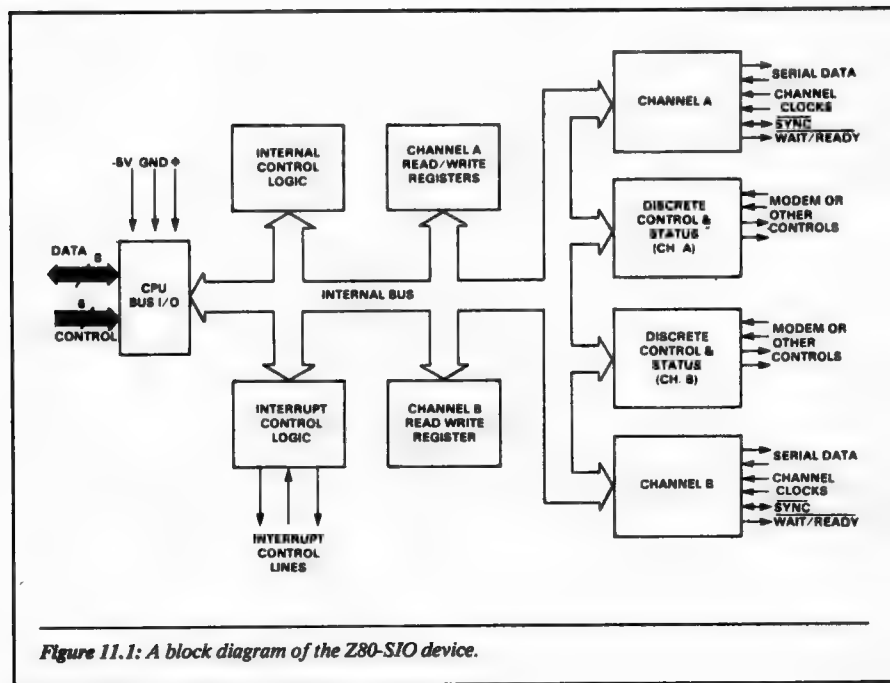 -5V GND Φ
DATA 8
CPU
BUS I/O
6
CONTROL
INTERNAL
CONTROL
LOGIC
CHANNEL A
READ/WRITE
REGISTERS
INTERNAL BUS
INTERRUPT
CONTROL
LOGIC
CHANNEL B
READ WRITE
REGISTER
INTERRUPT
CONTROL
LINES
CHANNEL A
SERIAL DATA
CHANNEL
CLOCKS
SYNC
WAIT/READY
DISCRETE
CONTROL &
STATUS
(CH. A)
MODEM OR
OTHER
CONTROLS
DISCRETE
CONTROL &
STATUS
(CH. B)
MODEM OR
OTHER
CONTROLS
CHANNEL B
SERIAL DATA
CHANNEL
CLOCKS
SYNC
WAIT/READY
Figure 11.1: A block diagram of the Z80-SIO device.